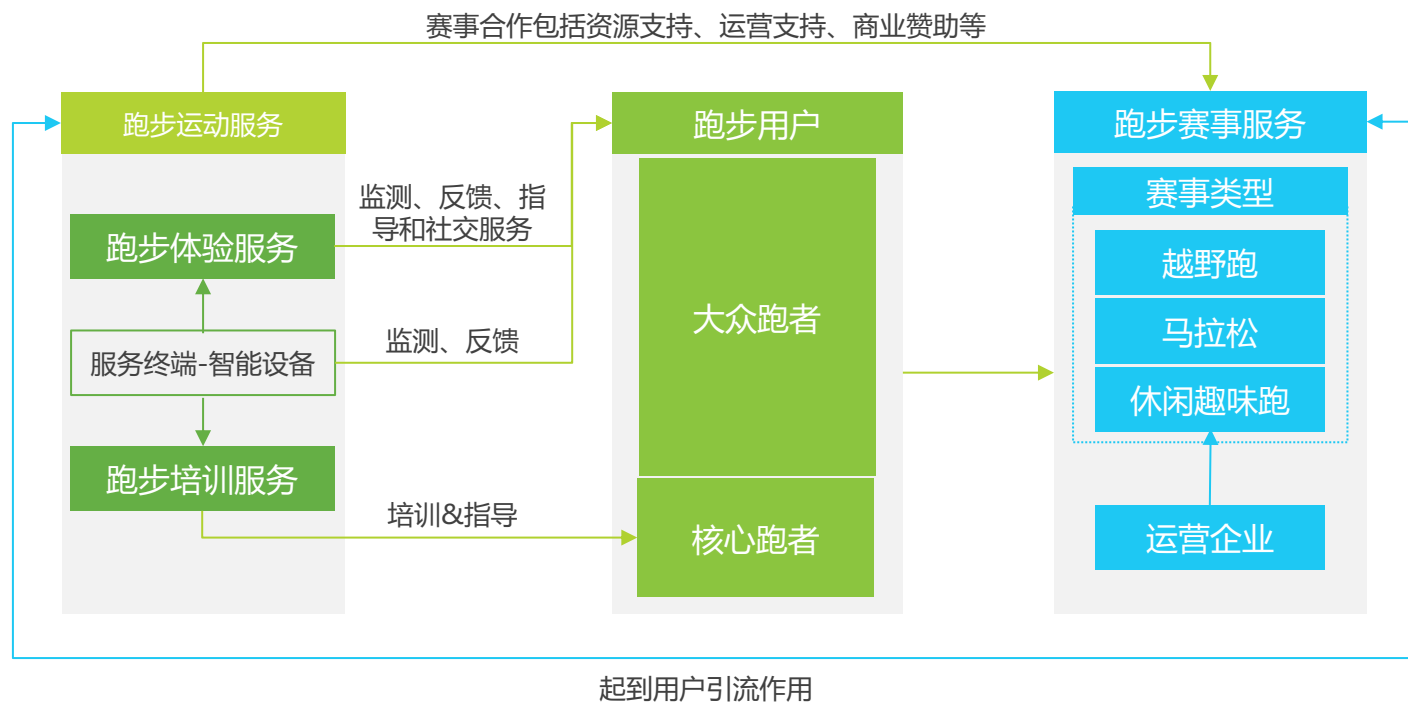 赛事合作包括资源支持、运营支持、商业赞助等
跑步运动服务
跑步用户
跑步赛事服务
监测、反馈、指
导和社交服务
赛事类型
跑步体验服务
越野跑
大众跑者
马拉松
监测、反馈
服务终端-智能设备
休闲趣味跑
跑步培训服务
培训&指导
核心跑者
运营企业
起到用户引流作用